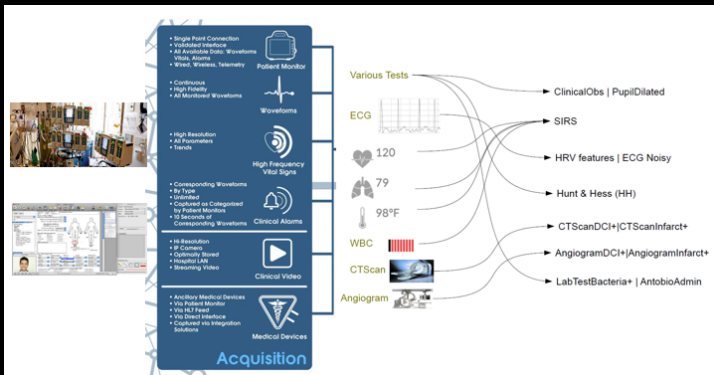 • Single Point Connection
• Validated Interface
• All Available Data: Waveforms
Vitals, Alarms
• Wired, Wireless, Telemetry
Patient Monitor
• Continuous
• High Fidelity
• All Monitored Waveforms
Waveforms
• High Resolution
• All Parameters
• Trends
High Frequency
Vital Signs
• Corresponding Waveforms
• By Type
• Unlimited
• Captured as Categorized
by Patient Monitors
• 10 Seconds of
Corresponding Waveforms
Clinical Alarms
• Hi-Resolution
• IP Camera
• Optimally Stored
• Hospital LAN
• Streaming Video
Clinical Video
• Ancillary Medical Devices
• Via Patient Monitor
• Via HL7 Feed
• Via Direct Interface
• Captured via Integration
Solutions
Medical Devices
Acquisition
Various Tests
ECG
120
79
98°F
WBC
CTScan
Angiogram
ClinicalObs | PupilDilated
SIRS
HRV features | ECG Noisy
Hunt & Hess (HH)
CTScanDCI+|CTScanInfarct+
AngiogramDCI+|AngiogramInfarct+
LabTestBacteria+ | AntobioAdmin